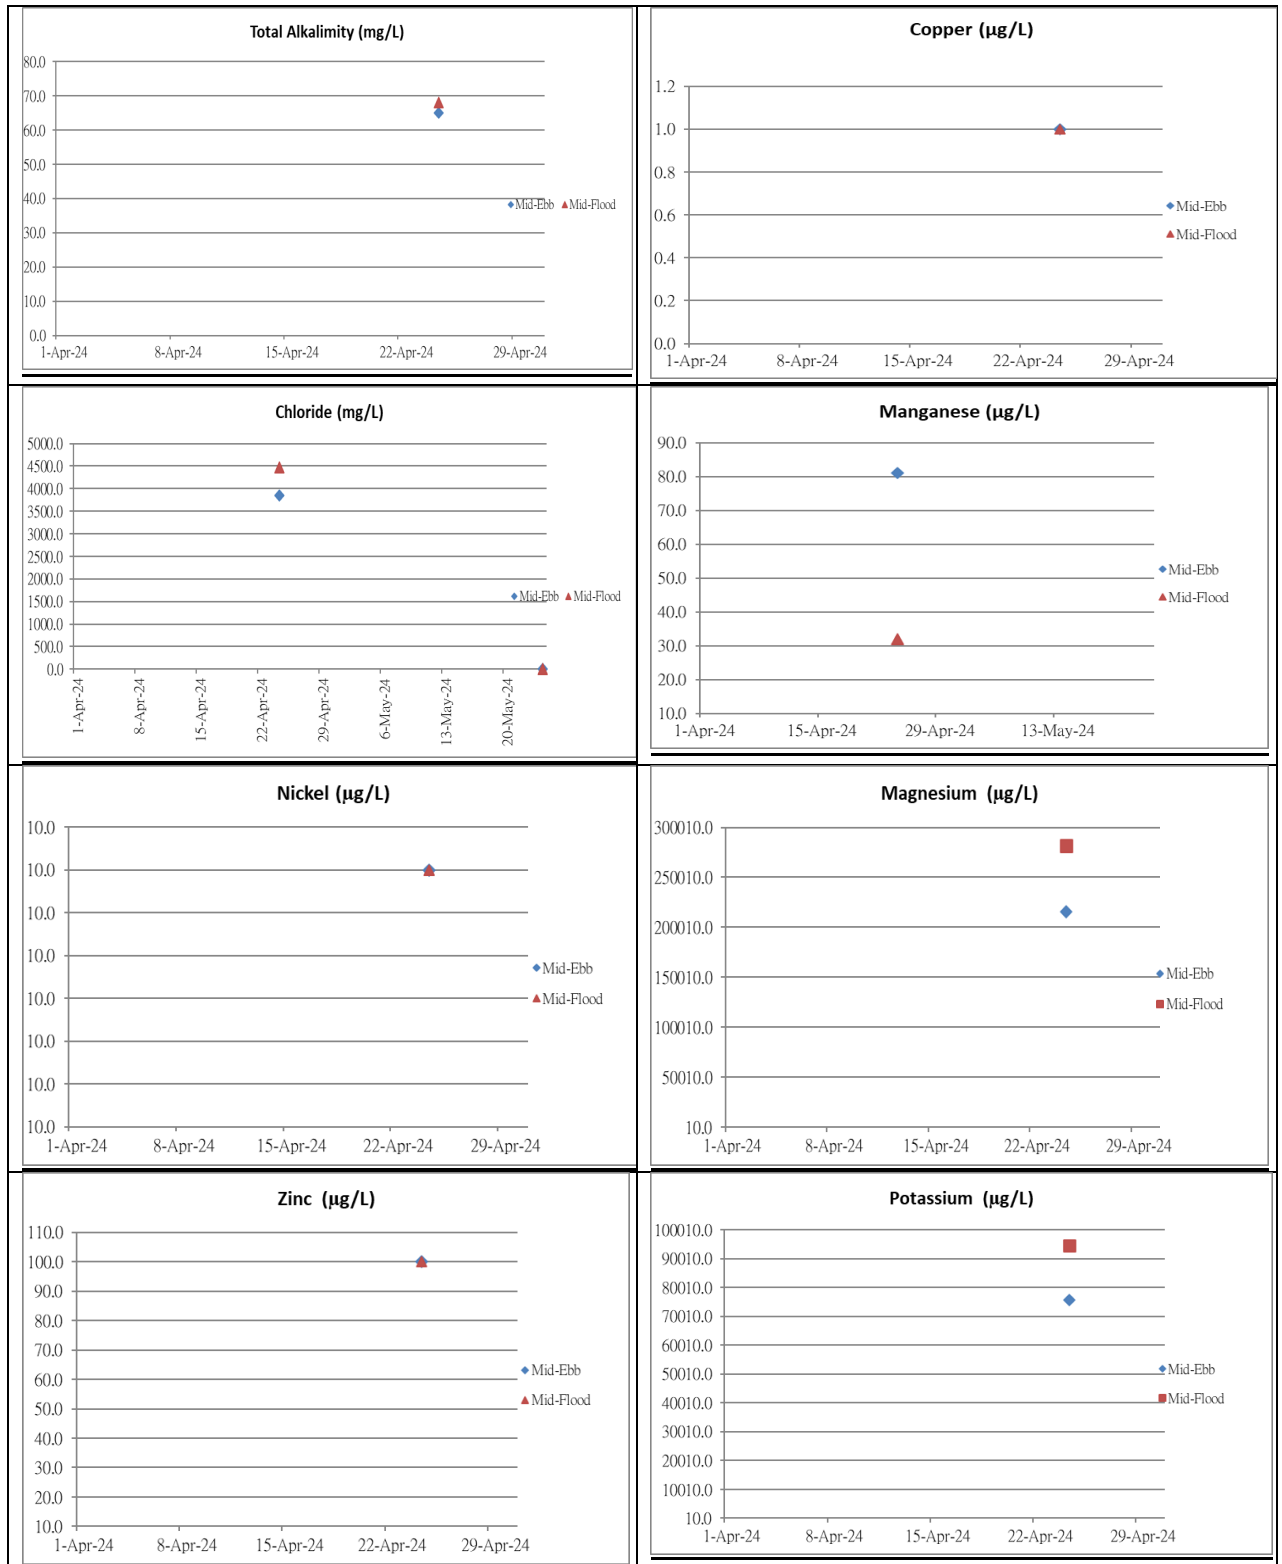 Total Alkalimity (mg/L)
80.0
70.0
60.0
50.0
40.0
30.0
20.0
10.0
0.0
1-Apr-24 8-Apr-24 15-Apr-24 22-Apr-24 29-Apr-24
Mid-Ebb Mid-Flood
Copper (µg/L)
1.2
1.0
0.8
0.6
0.4
0.2
0.0
1-Apr-24 8-Apr-24 15-Apr-24 22-Apr-24 29-Apr-24
Mid-Ebb
Mid-Flood
Chloride (mg/L)
5000.0
4500.0
4000.0
3500.0
3000.0
2500.0
2000.0
1500.0
1000.0
500.0
0.0
1-Apr-24 8-Apr-24 15-Apr-24 22-Apr-24 29-Apr-24 6-May-24 13-May-24 20-May-24
Mid-Ebb Mid-Flood
Manganese (µg/L)
90.0
80.0
70.0
60.0
50.0
40.0
30.0
20.0
10.0
1-Apr-24 15-Apr-24 29-Apr-24 13-May-24
Mid-Ebb
Mid-Flood
Nickel (µg/L)
10.0
10.0
10.0
10.0
10.0
10.0
10.0
10.0
1-Apr-24 8-Apr-24 15-Apr-24 22-Apr-24 29-Apr-24
Mid-Ebb
Mid-Flood
Magnesium (µg/L)
300010.0
250010.0
200010.0
150010.0
100010.0
50010.0
10.0
1-Apr-24 8-Apr-24 15-Apr-24 22-Apr-24 29-Apr-24
Mid-Ebb
Mid-Flood
Zinc (µg/L)
110.0
100.0
90.0
80.0
70.0
60.0
50.0
40.0
30.0
20.0
10.0
1-Apr-24 8-Apr-24 15-Apr-24 22-Apr-24 29-Apr-24
Mid-Ebb
Mid-Flood
Potassium (µg/L)
100010.0
90010.0
80010.0
70010.0
60010.0
50010.0
40010.0
30010.0
20010.0
10010.0
10.0
1-Apr-24 8-Apr-24 15-Apr-24 22-Apr-24 29-Apr-24
Mid-Ebb
Mid-Flood